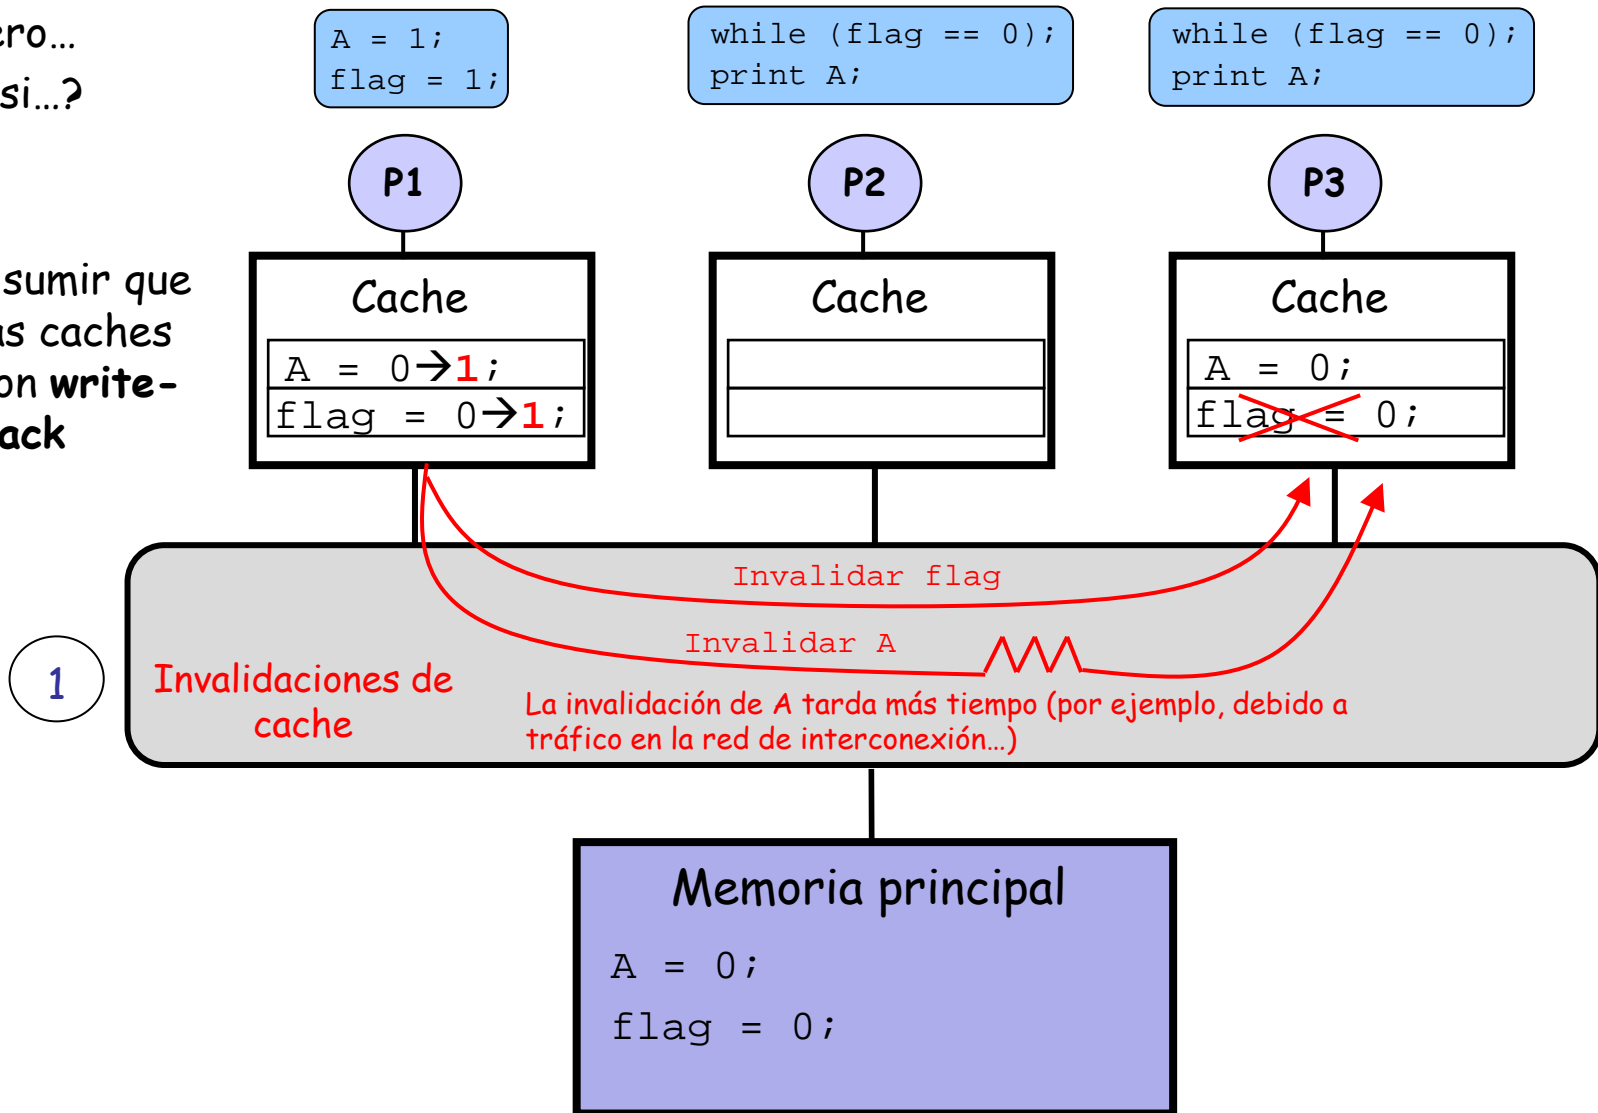 ero…
si…?
A = 1;
flag = 1;
while (flag == 0);
print A;
while (flag == 0);
print A;
P1
P2
P3
sumir que
as caches
on write-
ack
Cache
A = 0→1;
flag = 0→1;
Cache
Cache
A = 0;
flag = 0;
Invalidar flag
Invalidar A
1
Invalidaciones de
cache
La invalidación de A tarda más tiempo (por ejemplo, debido a
tráfico en la red de interconexión…)
Memoria principal
A = 0;
flag = 0;